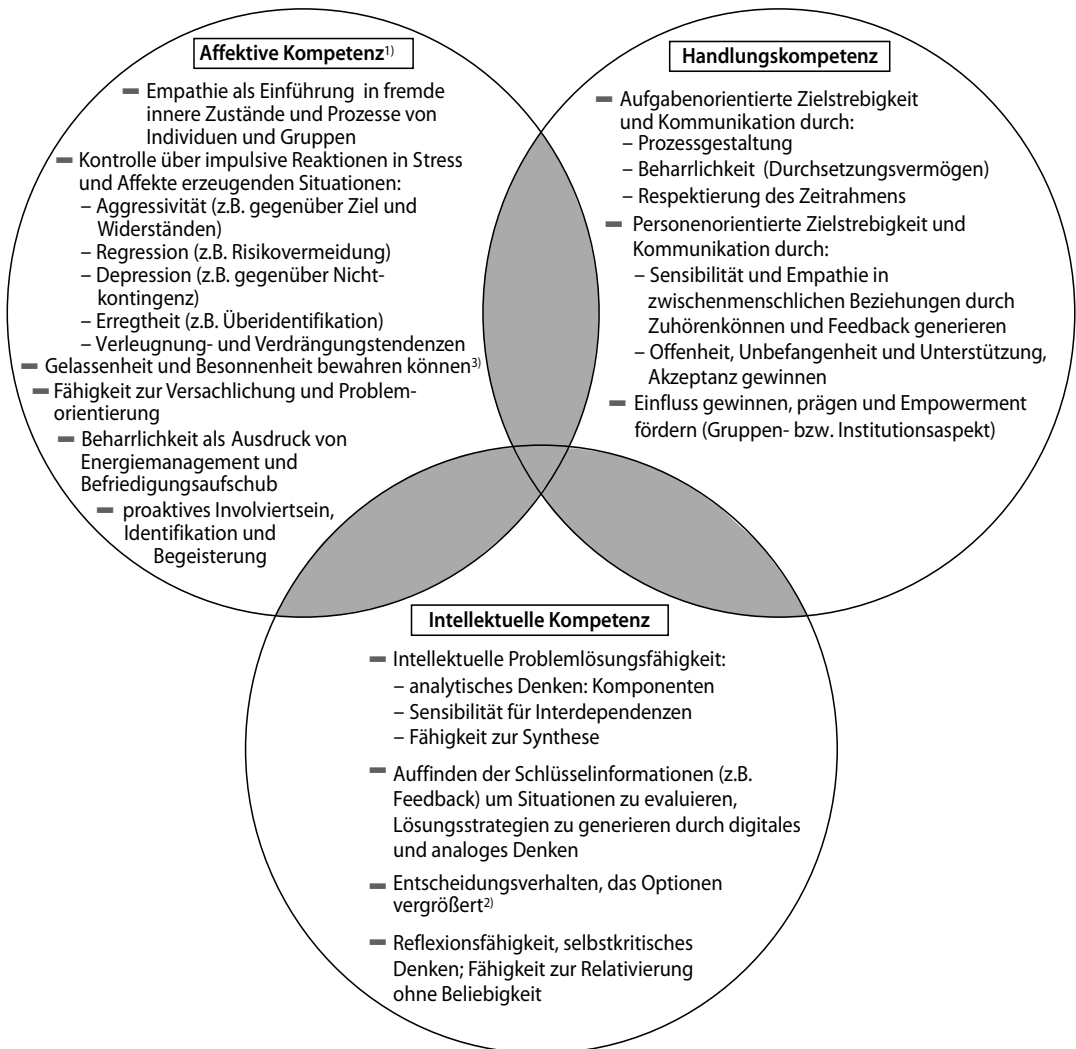 Affektive Kompetenz1)
– Empathie als Einführung in fremde
innere Zustände und Prozesse von
Individuen und Gruppen
– Kontrolle über impulsive Reaktionen in Stress
und Affekte erzeugenden Situationen:
– Aggressivität (z.B. gegenüber Ziel und
Widerständen)
– Regression (z.B. Risikovermeidung)
– Depression (z.B. gegenüber Nicht-
kontingenz)
– Erregtheit (z.B. Überidentifikation)
– Verleugnung- und Verdrängungstendenzen
– Gelassenheit und Besonnenheit bewahren können3)
– Fähigkeit zur Versachlichung und Problem-
orientierung
– Beharrlichkeit als Ausdruck von
Energiemanagement und
Befriedigungsaufschub
– proaktives Involviertsein,
Identifikation und
Begeisterung
Handlungskompetenz
– Aufgabenorientierte Zielstrebigkeit
und Kommunikation durch:
– Prozessgestaltung
– Beharrlichkeit (Durchsetzungsvermögen)
– Respektierung des Zeitrahmens
– Personenorientierte Zielstrebigkeit und
Kommunikation durch:
– Sensibilität und Empathie in
zwischenmenschlichen Beziehungen durch
Zuhörenkönnen und Feedback generieren
– Offenheit, Unbefangenheit und Unterstützung,
Akzeptanz gewinnen
– Einfluss gewinnen, prägen und Empowerment
fördern (Gruppen- bzw. Institutionsaspekt)
Intellektuelle Kompetenz
– Intellektuelle Problemlösungsfähigkeit:
– analytisches Denken: Komponenten
– Sensibilität für Interdependenzen
– Fähigkeit zur Synthese
– Auffinden der Schlüsselinformationen (z.B.
Feedback) um Situationen zu evaluieren,
Lösungsstrategien zu generieren durch digitales
und analoges Denken
– Entscheidungsverhalten, das Optionen
vergrößert2)
– Reflexionsfähigkeit, selbstkritisches
Denken; Fähigkeit zur Relativierung
ohne Beliebigkeit